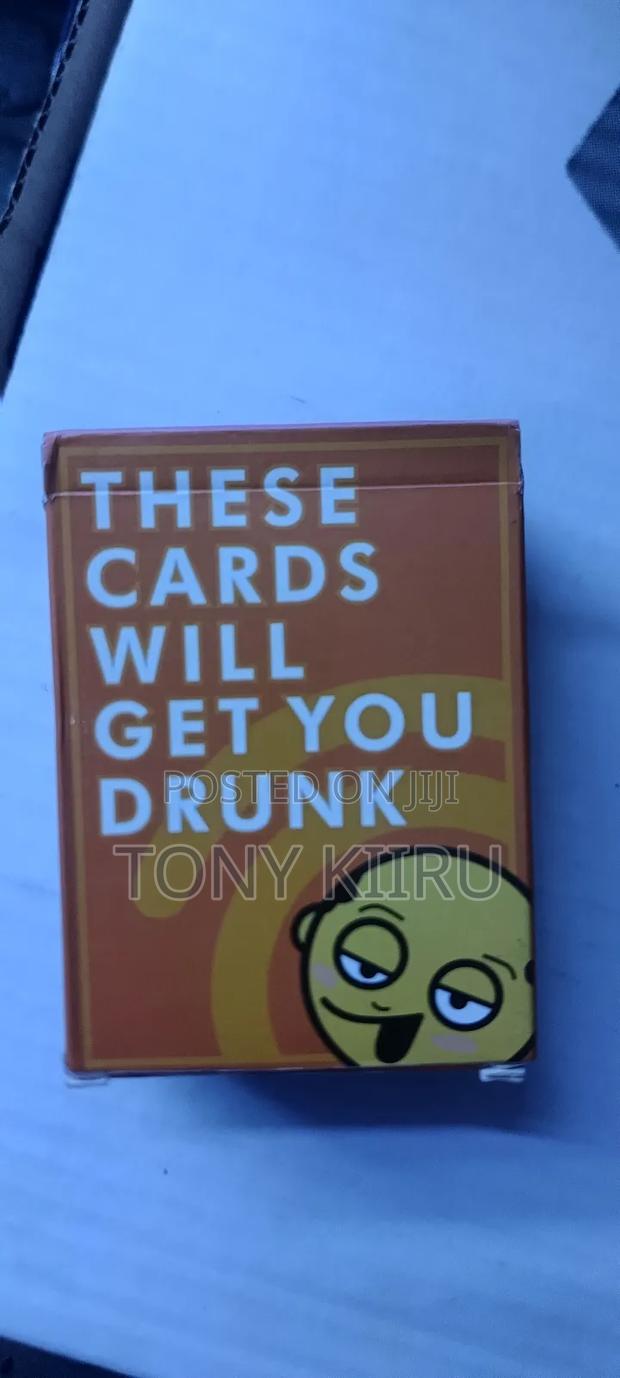 THESE
CARDS
WILL
GET YOU
DRUNK
POSTED ON JIJI
TONY KIIRU